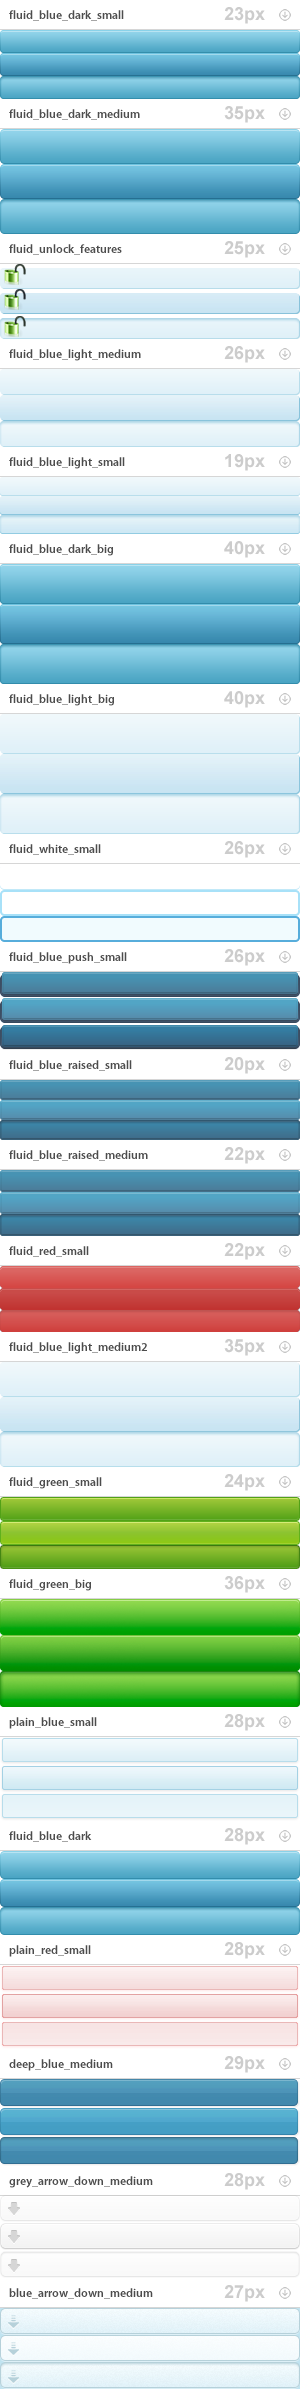 fluid_blue_dark_small 23px
fluid_blue_dark_medium 35px
fluid_unlock_features 25px
fluid_blue_light_medium 26px
fluid_blue_light_small 19px
fluid_blue_dark_big 40px
fluid_blue_light_big 40px
fluid_white_small 26px
fluid_blue_push_small 26px
fluid_blue_raised_small 20px
fluid_blue_raised_medium 22px
fluid_red_small 22px
fluid_blue_light_medium2 35px
fluid_green_small 24px
fluid_green_big 36px
plain_blue_small 28px
fluid_blue_dark 28px
plain_red_small 28px
deep_blue_medium 29px
grey_arrow_down_medium 28px
blue_arrow_down_medium 27px